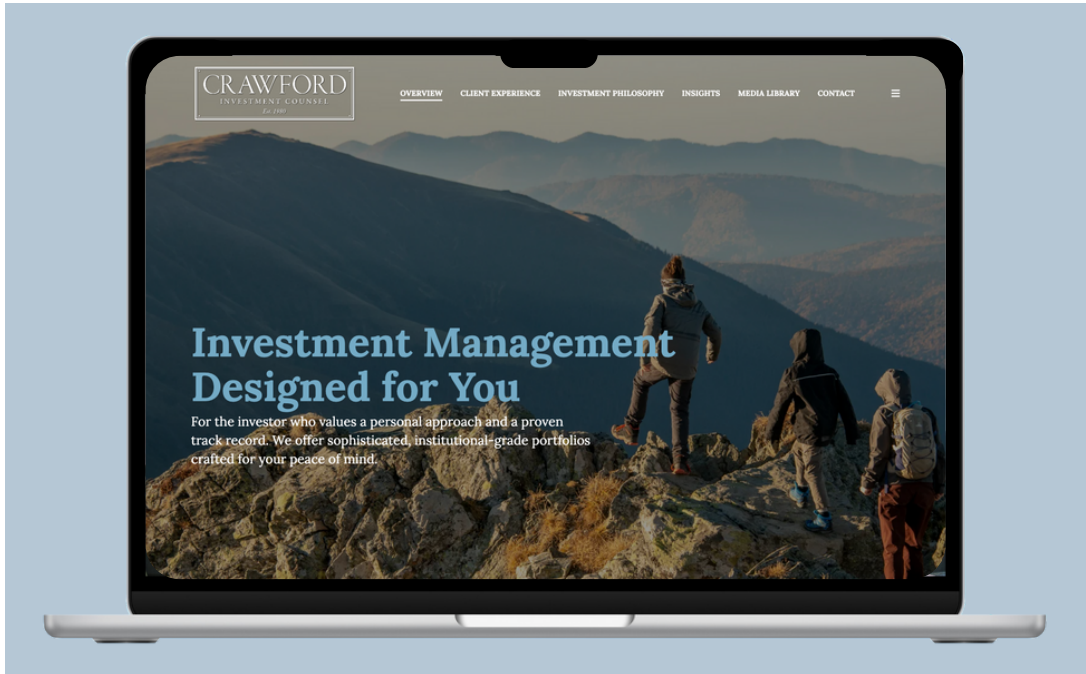 CRAWFORD
INVESTMENT COUNSEL
Est. 1980
OVERVIEW CLIENT EXPERIENCE INVESTMENT PHILOSOPHY INSIGHTS MEDIA LIBRARY CONTACT
Investment Management
Designed for You
For the investor who values a personal approach and a proven
track record. We offer sophisticated, institutional-grade portfolios
crafted for your peace of mind.